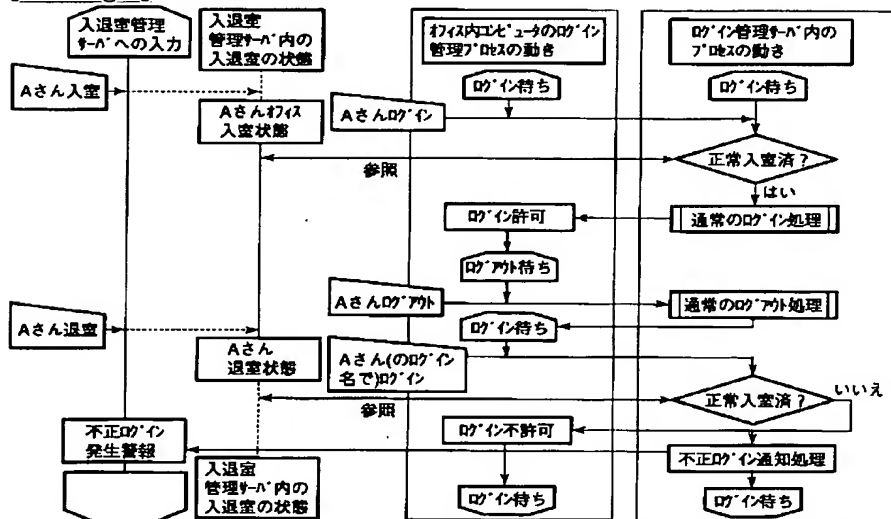 入退室管理
サーバへの入力
入退室
管理サーバ内の
入退室の状態
オフィス内コンピュータのログイン
管理プロセスの動き
ログイン管理サーバ内の
プロセスの動き
Aさん入室
ログイン待ち
ログイン待ち
Aさんオフィス
入室状態
Aさんログイン
正常入室済?
参照
はい
ログイン許可
通常のログイン処理
ログアウト待ち
Aさんログアウト
通常のログアウト処理
Aさん退室
ログイン待ち
Aさん
退室状態
Aさん(のログイン
名で)ログイン
正常入室済?
いいえ
参照
不正ログイン
発生警報
ログイン不許可
不正ログイン通知処理
入退室
管理サーバ内の
入退室の状態
ログイン待ち
ログイン待ち